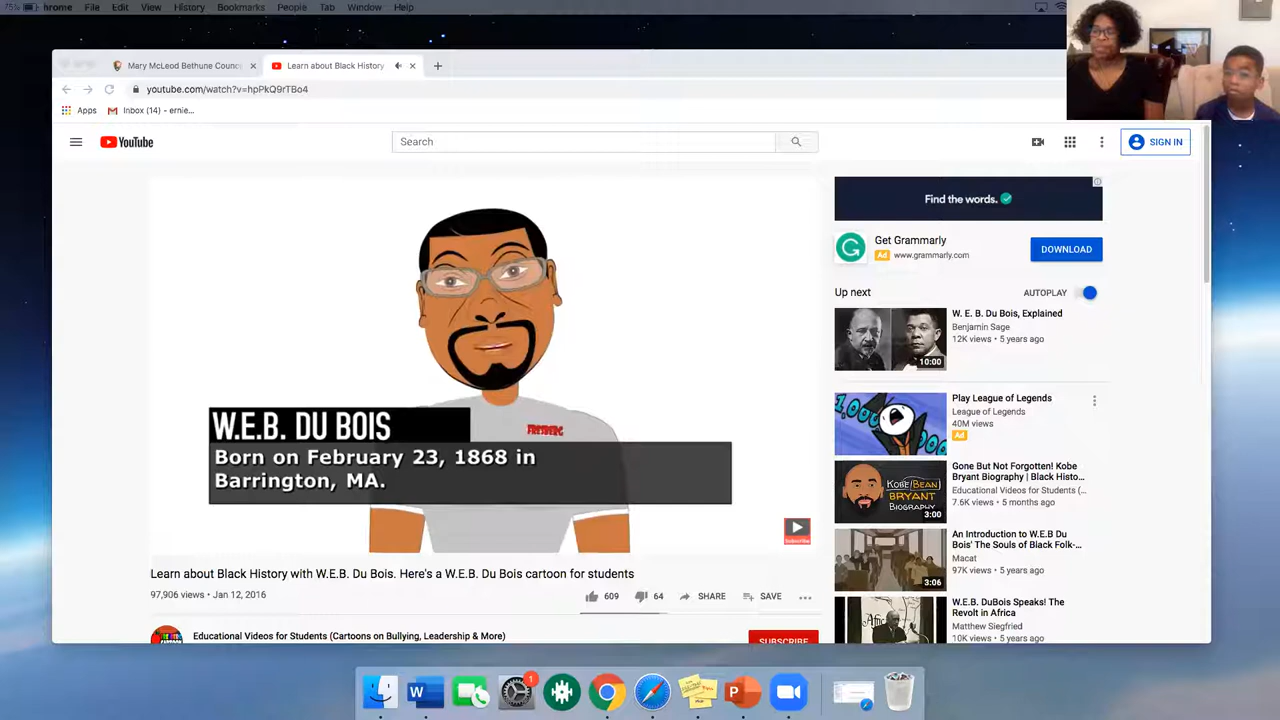 75%
hrome File Edit View History Bookmarks People Tab Window Help
Mary McLeod Bethune Counc
Learn about Black History
youtube.com/watch?v=hpPkQ9rTBo4
Apps Inbox (14) - ernie...
YouTube
Search
SIGN IN
Find the words.
Get Grammarly
Ad www.grammarly.com
DOWNLOAD
Up next
AUTOPLAY
W. E. B. Du Bois, Explained
Benjamin Sage
12K views • 5 years ago
10:00
W.E.B. DU BOIS
Born on February 23, 1868 in
Barrington, MA.
Subscribe
Play League of Legends
League of Legends
40M views
Ad
Gone But Not Forgotten! Kobe
Bryant Biography | Black Histo...
Educational Videos for Students (...
7.6K views • 5 months ago
KOBE BEAN
BRYANT
BIOGRAPHY
3:00
An Introduction to W.E.B Du
Bois' The Souls of Black Folk-...
Macat
97K views • 5 years ago
3:06
W.E.B. DuBois Speaks! The
Revolt in Africa
Matthew Siegfried
10K views • 5 years ago
Learn about Black History with W.E.B. Du Bois. Here's a W.E.B. Du Bois cartoon for students
97,906 views • Jan 12, 2016
609 64 SHARE SAVE
Educational Videos for Students (Cartoons on Bullying, Leadership & More)
SUBSCRIBE
1
W
P